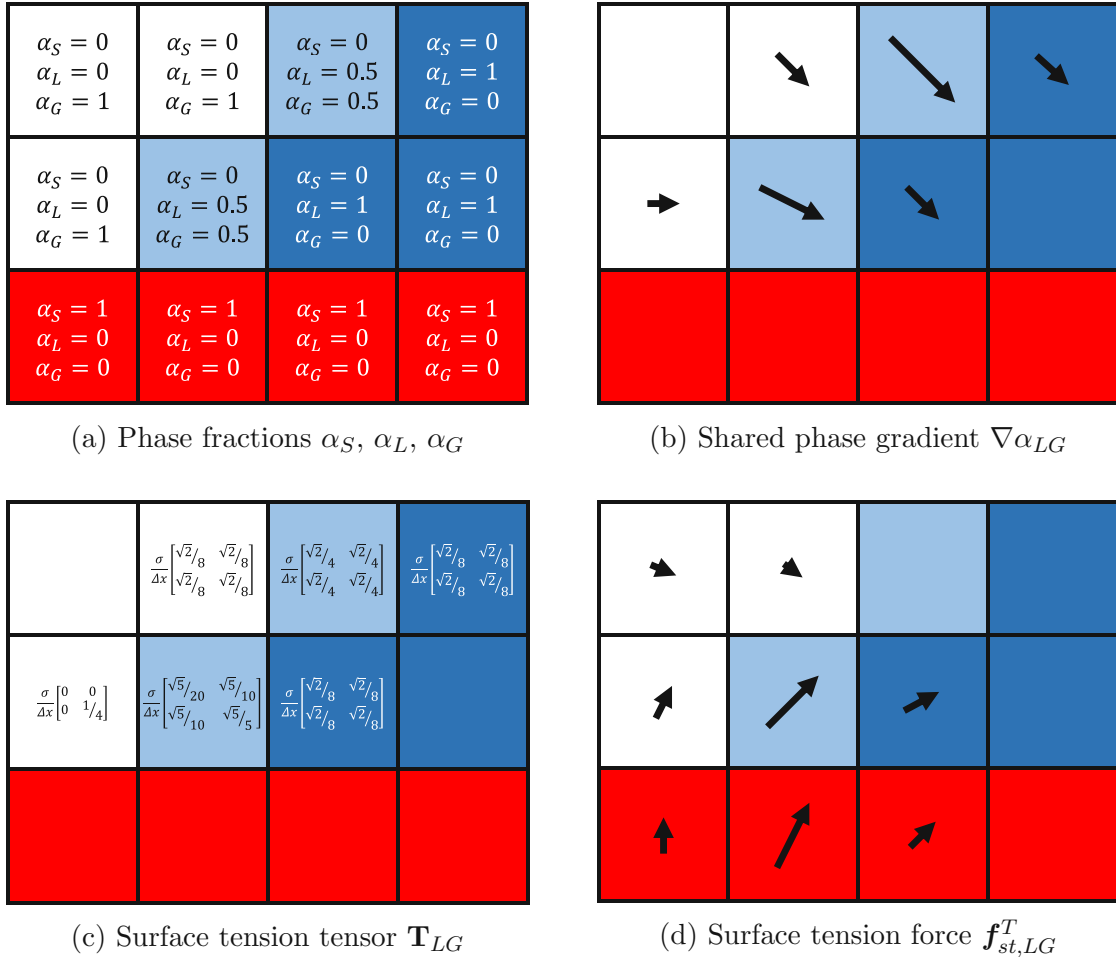 α_S = 0 α_S = 0 α_S = 0 α_S = 0
α_L = 0 α_L = 0 α_L = 0.5 α_L = 1
α_G = 1 α_G = 1 α_G = 0.5 α_G = 0
α_S = 0 α_S = 0 α_S = 0 α_S = 0
α_L = 0 α_L = 0.5 α_L = 1 α_L = 1
α_G = 1 α_G = 0.5 α_G = 0 α_G = 0
α_S = 1 α_S = 1 α_S = 1 α_S = 1
α_L = 0 α_L = 0 α_L = 0 α_L = 0
α_G = 0 α_G = 0 α_G = 0 α_G = 0
(a) Phase fractions α_S, α_L, α_G
(b) Shared phase gradient ∇α_LG
σ/Δx [√2/8 √2/8; √2/8 √2/8] σ/Δx [√2/4 √2/4; √2/4 √2/4] σ/Δx [√2/8 √2/8; √2/8 √2/8]
σ/Δx [0 0; 0 1/4] σ/Δx [√5/20 √5/10; √5/10 √5/5] σ/Δx [√2/8 √2/8; √2/8 √2/8]
(c) Surface tension tensor T_LG
(d) Surface tension force f^T_st,LG